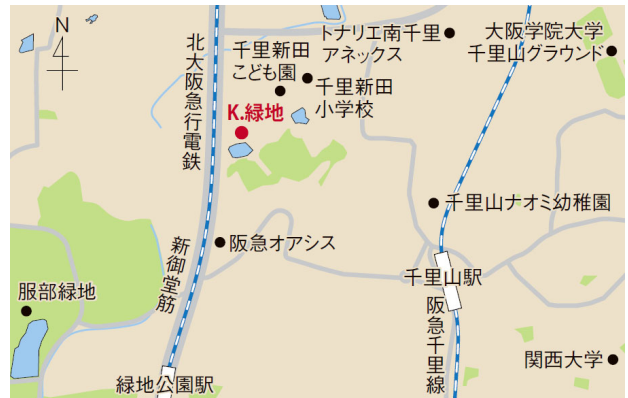 N
北大阪急行電鉄
千里新田
こども園
トナリエ南千里
アネックス
大阪学院大学
千里山グラウンド
千里新田
小学校
K.緑地
千里山ナオミ幼稚園
阪急オアシス
新御堂筋
服部緑地
千里山駅
阪急千里線
関西大学
緑地公園駅